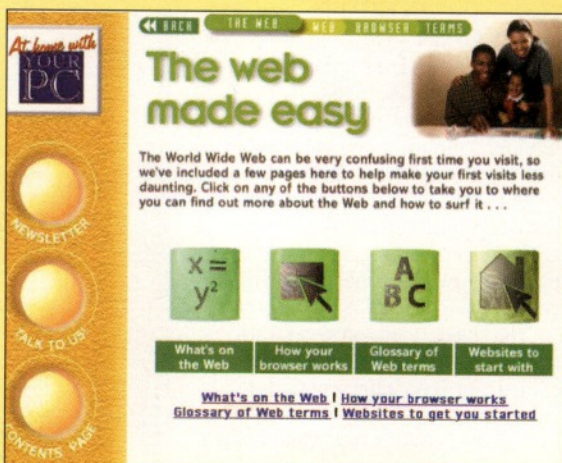 At home with
YOUR
PC
BACH
THE WEB
WEB BROWSER TERMS
The web
made easy
The World Wide Web can be very confusing first time you visit, so
we've included a few pages here to help make your first visits less
daunting. Click on any of the buttons below to take you to where
you can find out more about the Web and how to surf it . . .
NEWSLETTER
TALK TO US!
CONTENTS PAGE
x =
y²
A
B C
What's on
the Web
How your
browser works
Glossary of
Web terms
Websites to
start with
What's on the Web | How your browser works
Glossary of Web terms | Websites to get you started